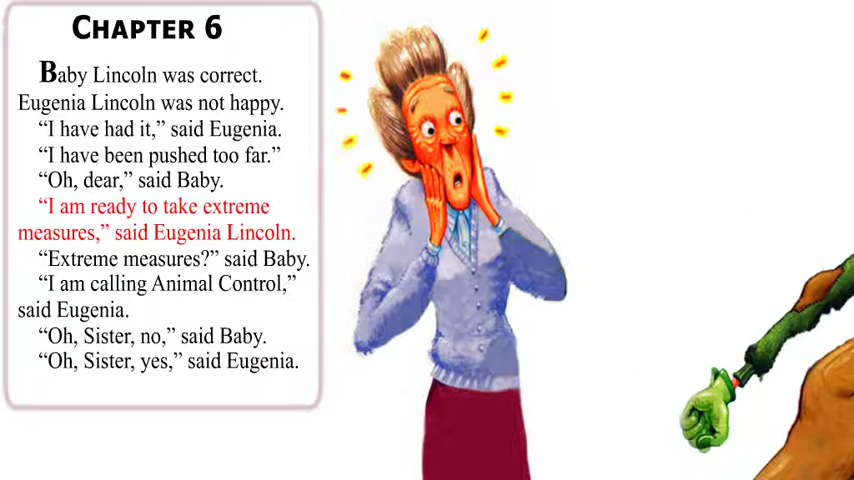 CHAPTER 6
Baby Lincoln was correct.
Eugenia Lincoln was not happy.
“I have had it,” said Eugenia.
“I have been pushed too far.”
“Oh, dear,” said Baby.
“I am ready to take extreme
measures,” said Eugenia Lincoln.
“Extreme measures?” said Baby.
“I am calling Animal Control,”
said Eugenia.
“Oh, Sister, no,” said Baby.
“Oh, Sister, yes,” said Eugenia.